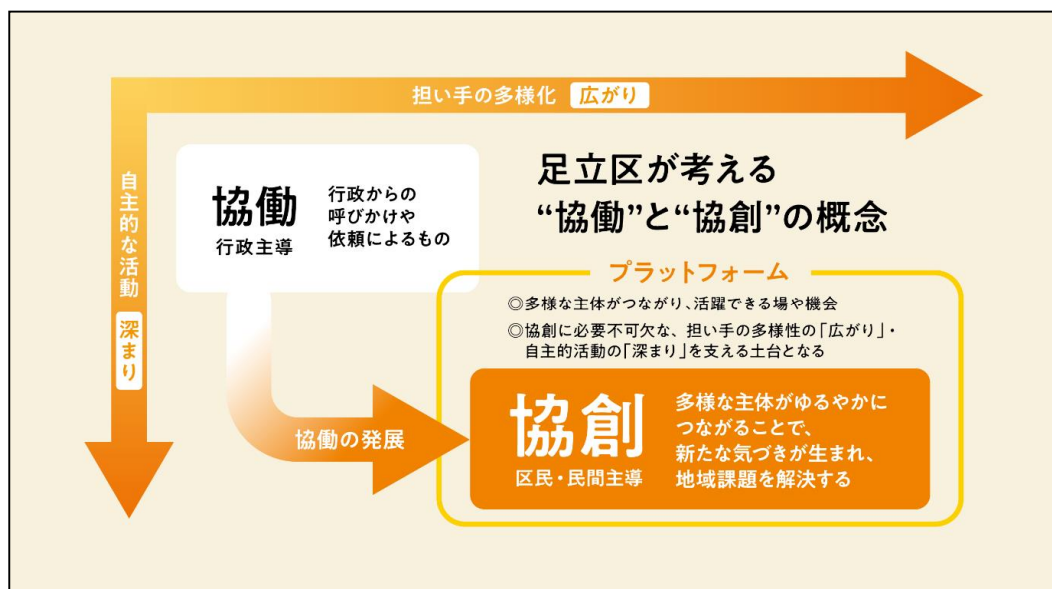 担い手の多様化 広がり
自主的な活動 深まり
足立区が考える
“協働”と“協創”の概念
協働
行政主導
行政からの
呼びかけや
依頼によるもの
協働の発展
プラットフォーム
◎多様な主体がつながり、活躍できる場や機会
◎協創に必要不可欠な、担い手の多様性の「広がり」・
自主的活動の「深まり」を支える土台となる
協創
区民・民間主導
多様な主体がゆるやかに
つながることで、
新たな気づきが生まれ、
地域課題を解決する